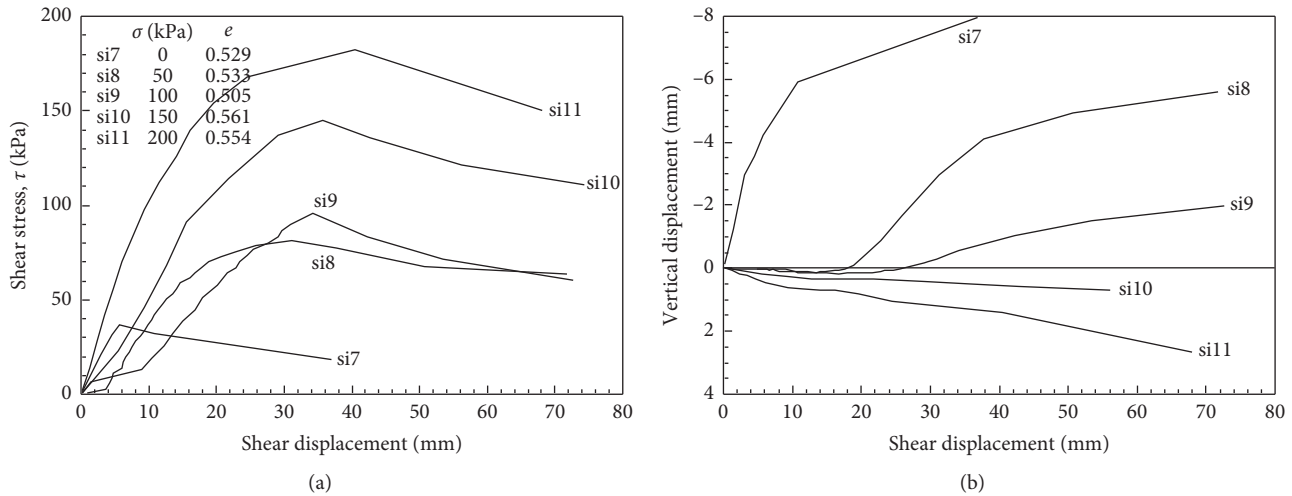 200
150
100
50
0
Shear stress, τ (kPa)
σ (kPa) e
si7 0 0.529
si8 50 0.533
si9 100 0.505
si10 150 0.561
si11 200 0.554
si11
si10
si9
si8
si7
0 10 20 30 40 50 60 70 80
Shear displacement (mm)
(a)
–8
–6
–4
–2
0
2
4
Vertical displacement (mm)
si7
si8
si9
si10
si11
0 10 20 30 40 50 60 70 80
Shear displacement (mm)
(b)